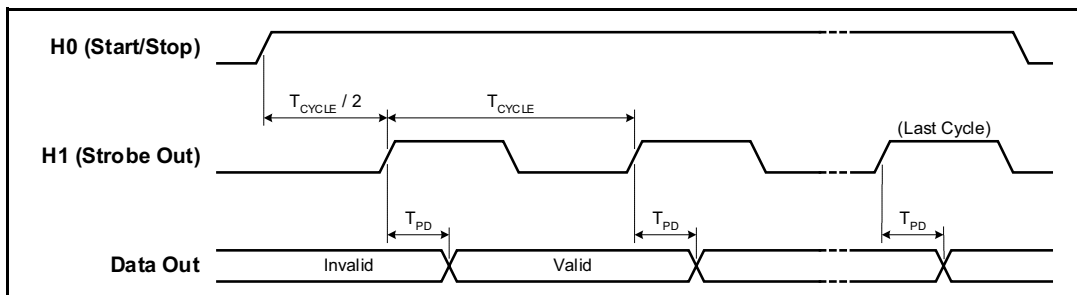 H0 (Start/Stop)
T_CYCLE / 2
T_CYCLE
(Last Cycle)
H1 (Strobe Out)
T_PD
T_PD
T_PD
Data Out
Invalid
Valid